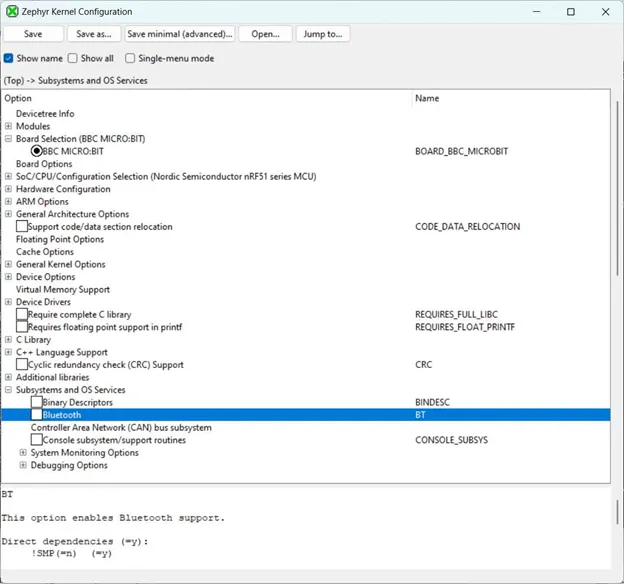 Zephyr Kernel Configuration
Save Save as... Save minimal (advanced)... Open... Jump to...
Show name Show all Single-menu mode
(Top) -> Subsystems and OS Services
Option Name
Devicetree Info
Modules
Board Selection (BBC MICRO:BIT)
BBC MICRO:BIT BOARD_BBC_MICROBIT
Board Options
SoC/CPU/Configuration Selection (Nordic Semiconductor nRF51 series MCU)
Hardware Configuration
ARM Options
General Architecture Options
Support code/data section relocation CODE_DATA_RELOCATION
Floating Point Options
Cache Options
General Kernel Options
Device Options
Virtual Memory Support
Device Drivers
Require complete C library REQUIRES_FULL_LIBC
Requires floating point support in printf REQUIRES_FLOAT_PRINTF
C Library
C++ Language Support
Cyclic redundancy check (CRC) Support CRC
Additional libraries
Subsystems and OS Services
Binary Descriptors BINDESC
Bluetooth BT
Controller Area Network (CAN) bus subsystem
Console subsystem/support routines CONSOLE_SUBSYS
System Monitoring Options
Debugging Options
BT
This option enables Bluetooth support.
Direct dependencies (=y):
!SMP(=n) (=y)